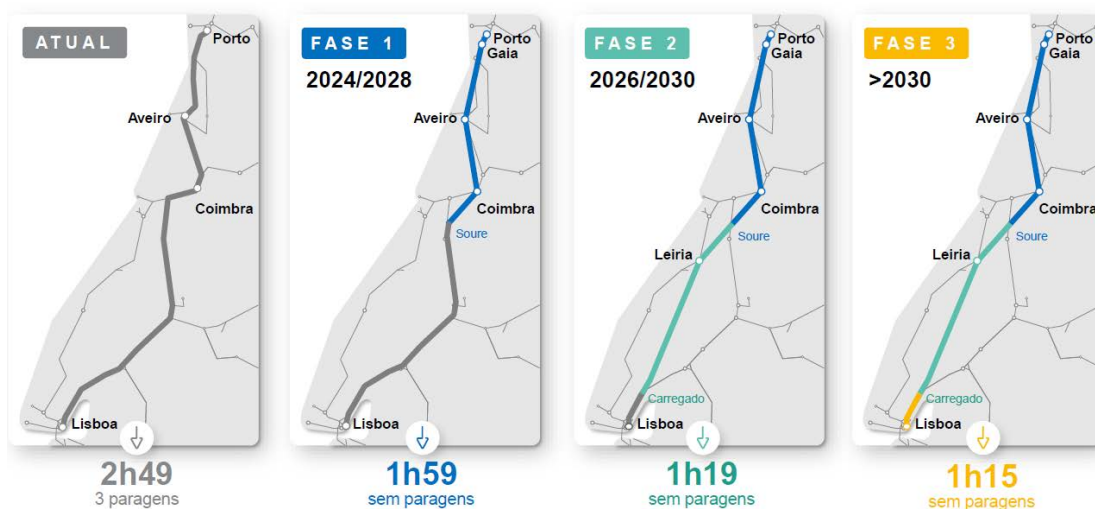 ATUAL
Porto
Aveiro
Coimbra
Lisboa
2h49
3 paragens
FASE 1
2024/2028
Porto
Gaia
Aveiro
Coimbra
Soure
Lisboa
1h59
sem paragens
FASE 2
2026/2030
Porto
Gaia
Aveiro
Coimbra
Soure
Leiria
Carregado
Lisboa
1h19
sem paragens
FASE 3
>2030
Porto
Gaia
Aveiro
Coimbra
Soure
Leiria
Carregado
Lisboa
1h15
sem paragens